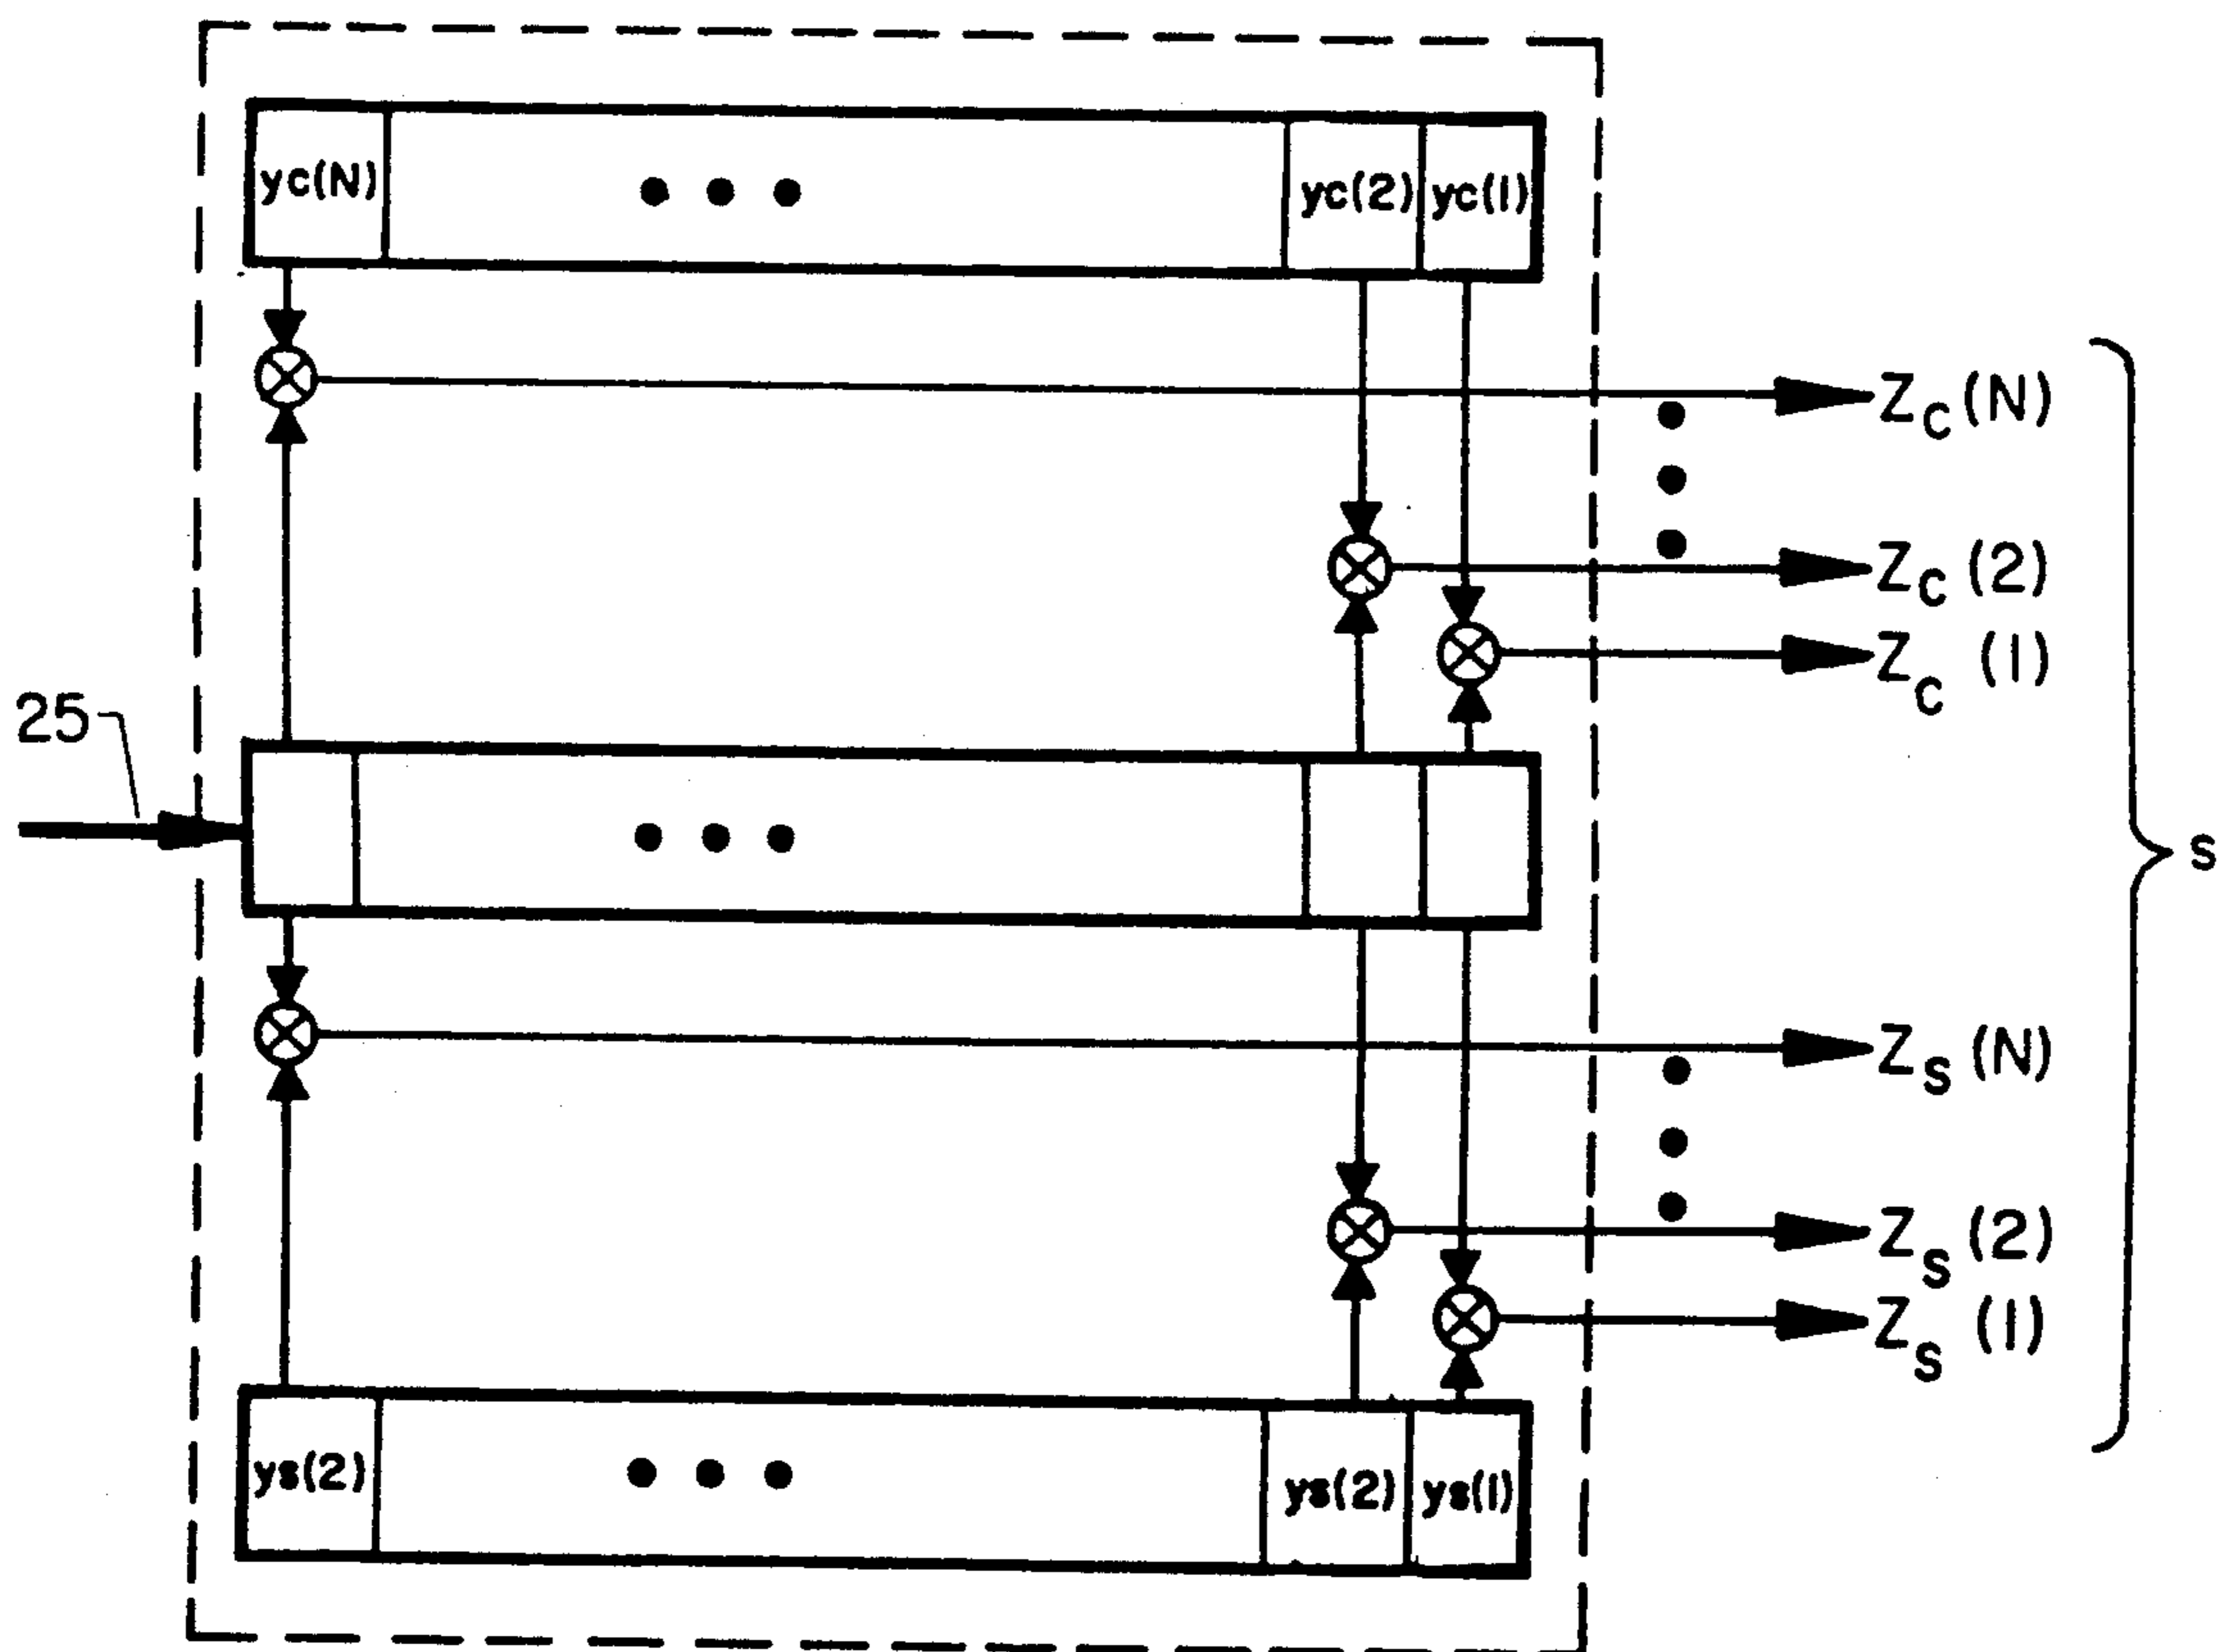 yc(N) yc(2) yc(1)
Zc(N)
Zc(2)
Zc (1)
25
s
Zs(N)
Zs(2)
Zs (1)
ys(2) ys(2) ys(1)